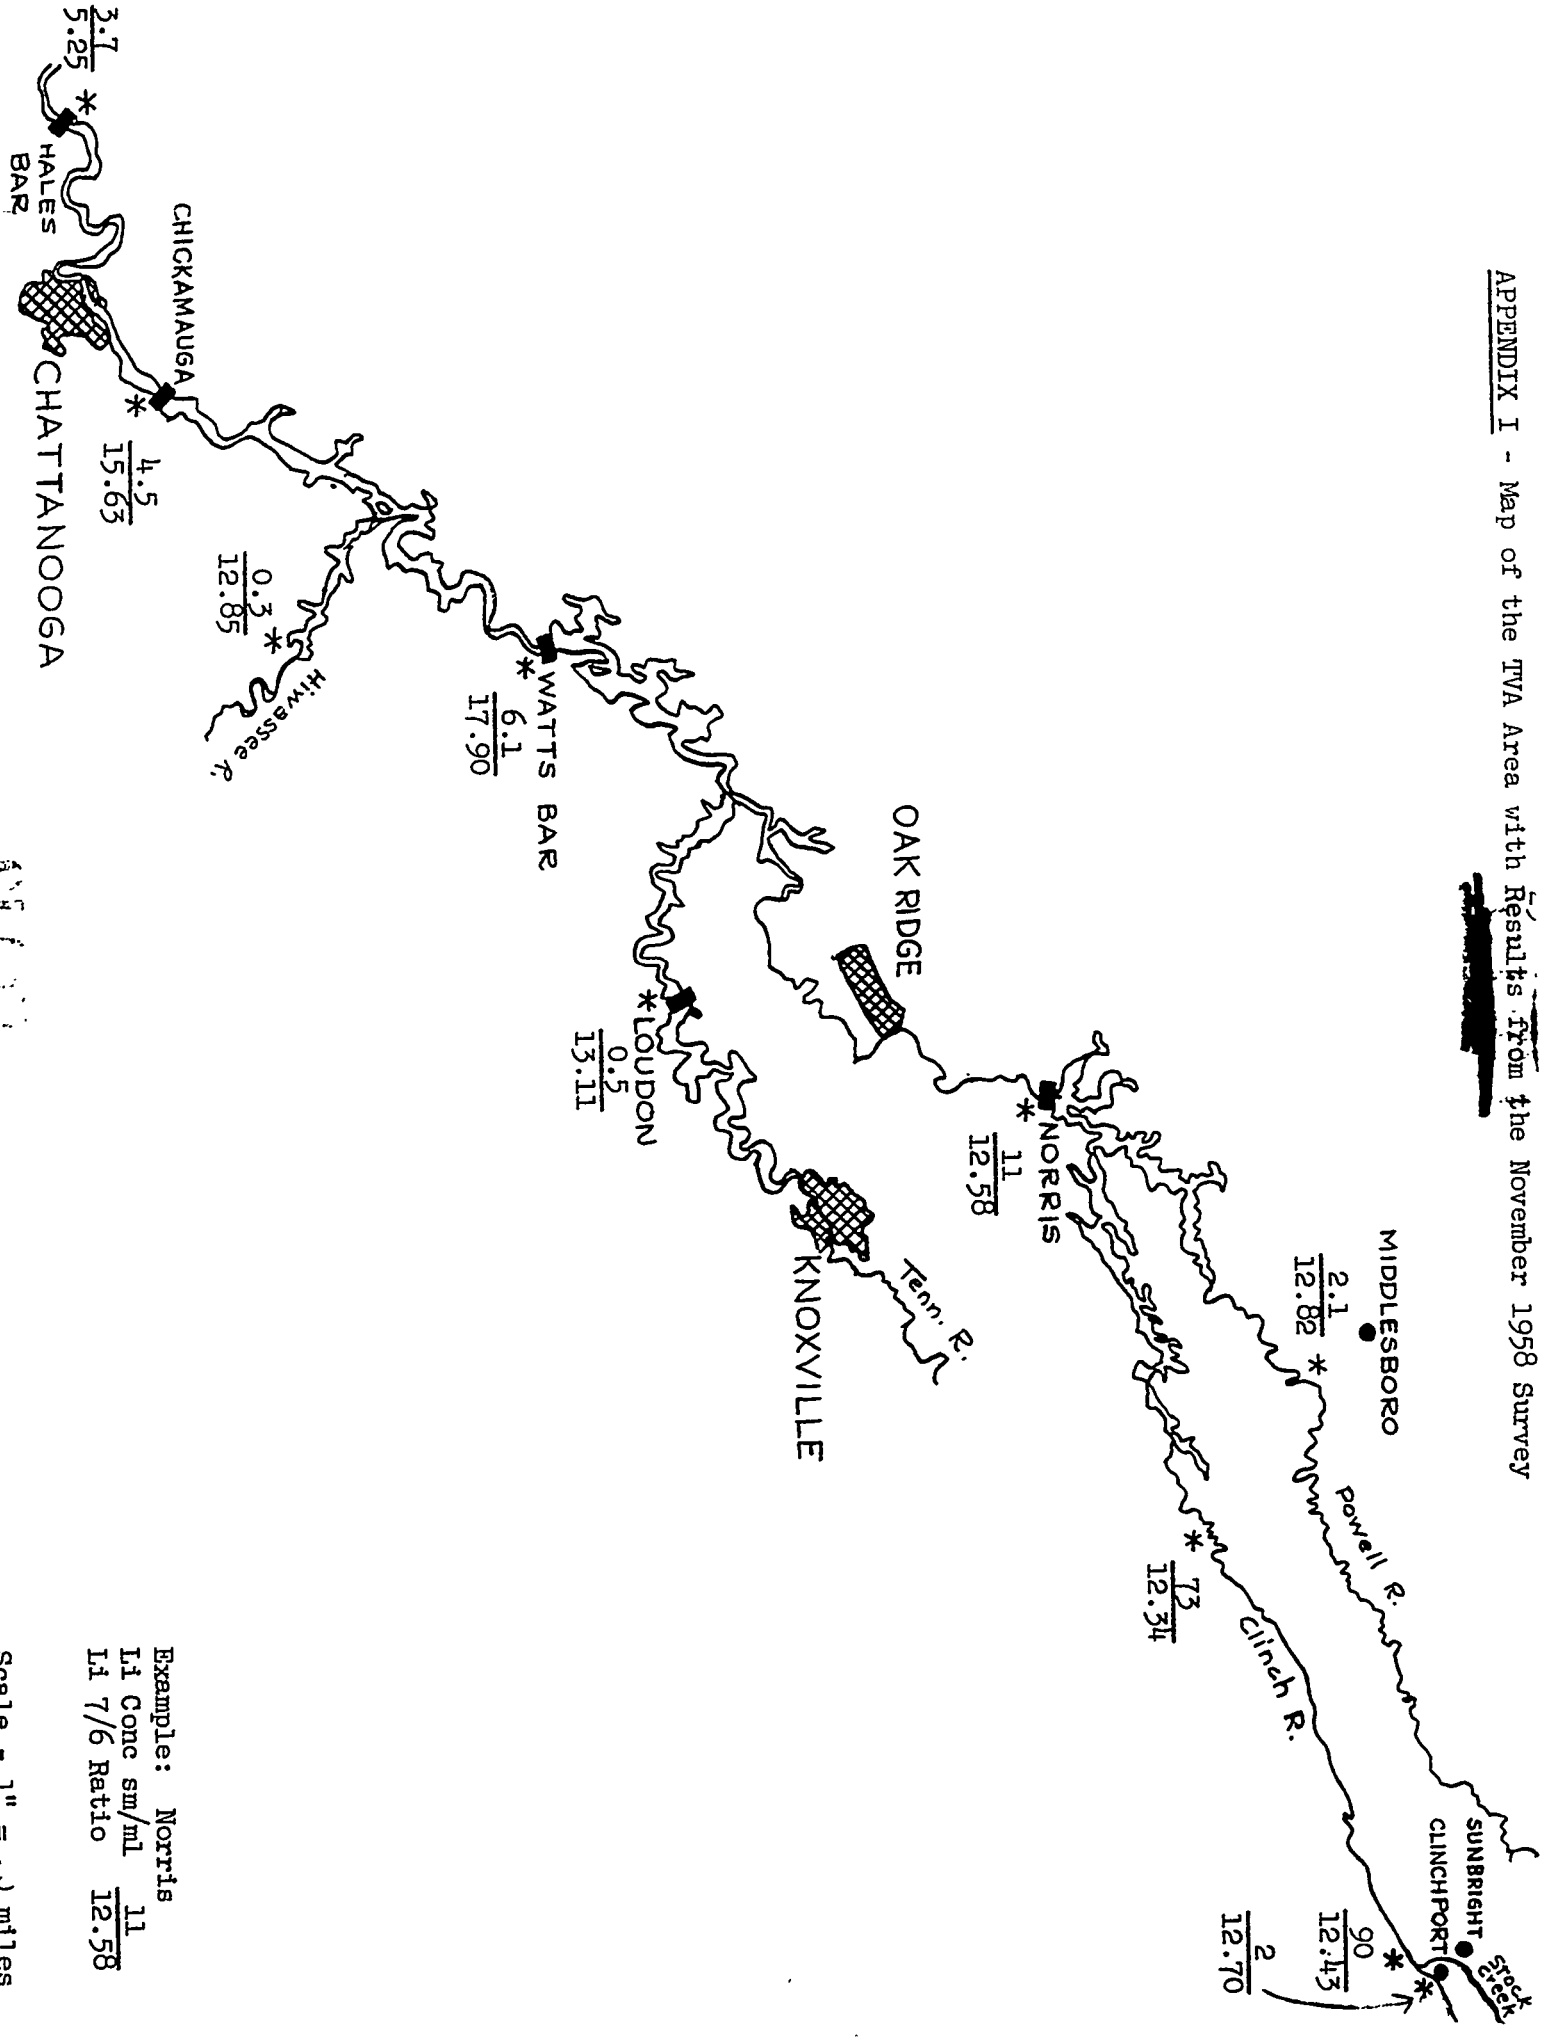 APPENDIX I - Map of the TVA Area with Results from the November 1958 Survey
MIDDLESBORO
2.1
12.82
Powell R.
SUNBRIGHT
CLINCHPORT
STOCK
CREEK
90
12.43
2
12.70
73
12.34
Clinch R.
NORRIS
11
12.58
OAK RIDGE
Tenn. R.
KNOXVILLE
LOUDON
0.5
13.11
WATTS BAR
6.1
17.90
Hiwassee R.
0.3
12.85
CHICKAMAUGA
4.5
15.63
CHATTANOOGA
HALES
BAR
3.7
5.25
Example: Norris
Li Conc sm/ml 11
Li 7/6 Ratio 12.58
Scale - 1" = miles